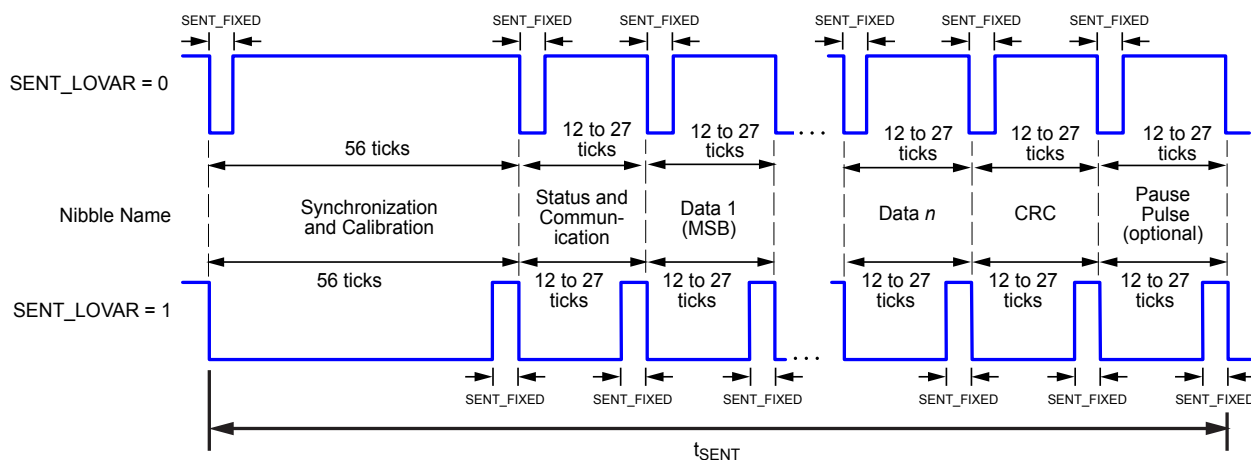 SENT_FIXED SENT_FIXED SENT_FIXED SENT_FIXED SENT_FIXED SENT_FIXED
SENT_LOVAR = 0
56 ticks
12 to 27
ticks
12 to 27
ticks
12 to 27
ticks
12 to 27
ticks
12 to 27
ticks
Nibble Name
Synchronization
and Calibration
Status and
Commun-
ication
Data 1
(MSB)
Data n
CRC
Pause
Pulse
(optional)
SENT_LOVAR = 1
56 ticks
12 to 27
ticks
12 to 27
ticks
12 to 27
ticks
12 to 27
ticks
12 to 27
ticks
SENT_FIXED SENT_FIXED SENT_FIXED SENT_FIXED SENT_FIXED SENT_FIXED
tSENT